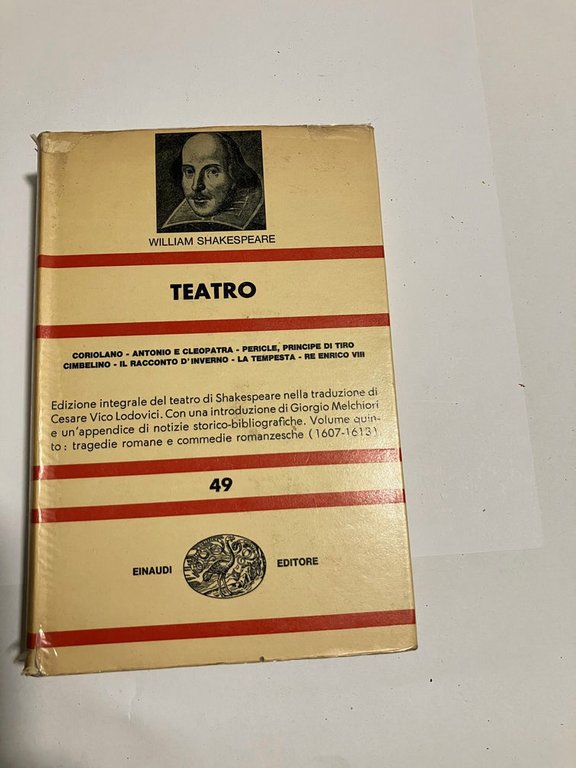 WILLIAM SHAKESPEARE
TEATRO
CORIOLANO - ANTONIO E CLEOPATRA - PERICLE, PRINCIPE DI TIRO
CIMBELINO - IL RACCONTO D'INVERNO - LA TEMPESTA - RE ENRICO VIII
Edizione integrale del teatro di Shakespeare nella traduzione di
Cesare Vico Lodovici. Con una introduzione di Giorgio Melchiori
e un'appendice di notizie storico-bibliografiche. Volume quin-
to: tragedie romane e commedie romanzesche (1607-1613)
49
EINAUDI EDITORE